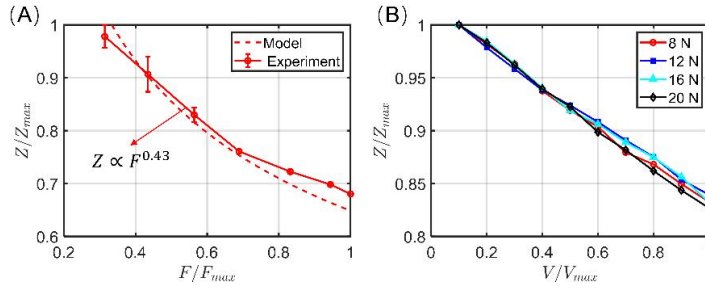 (A)
Model
Experiment
Z ∝ F^0.43
Z/Z_max
1
0.9
0.8
0.7
0.6
0.2
0.4
0.6
0.8
1
F/F_max
(B)
8 N
12 N
16 N
20 N
Z/Z_max
1
0.95
0.9
0.85
0.8
0
0.2
0.4
0.6
0.8
V/V_max